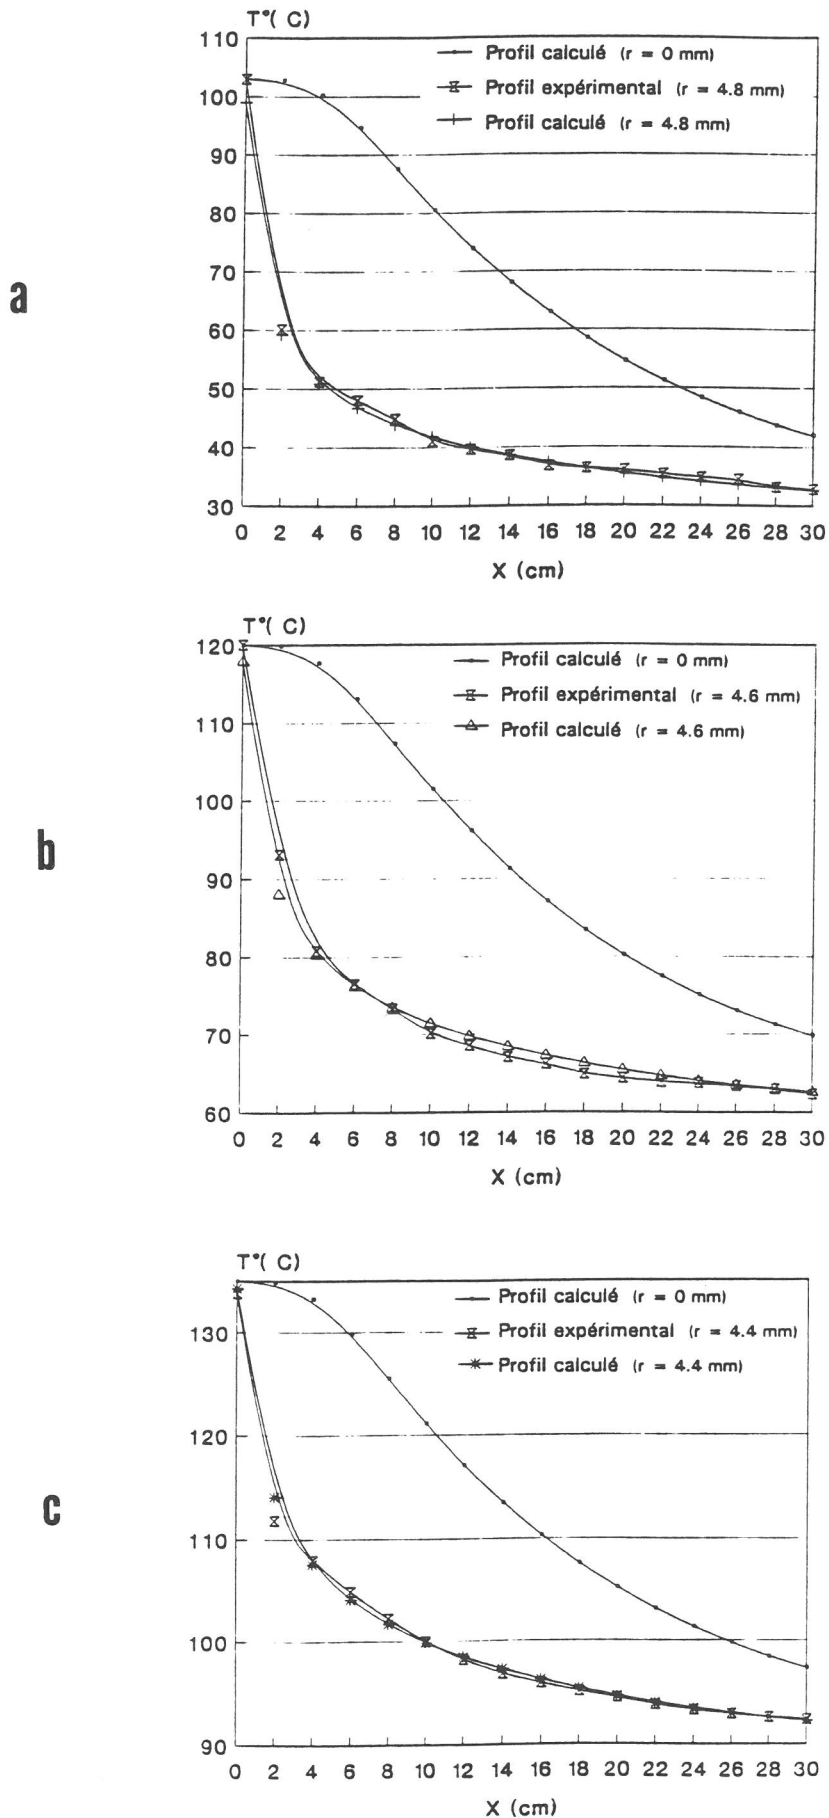 T°( C)
110
100
90
80
70
60
50
40
30
Profil calculé (r = 0 mm)
Profil expérimental (r = 4.8 mm)
Profil calculé (r = 4.8 mm)
a
0 2 4 6 8 10 12 14 16 18 20 22 24 26 28 30
X (cm)
T°( C)
120
110
100
90
80
70
60
Profil calculé (r = 0 mm)
Profil expérimental (r = 4.6 mm)
Profil calculé (r = 4.6 mm)
b
0 2 4 6 8 10 12 14 16 18 20 22 24 26 28 30
X (cm)
T°( C)
130
120
110
100
90
Profil calculé (r = 0 mm)
Profil expérimental (r = 4.4 mm)
Profil calculé (r = 4.4 mm)
c
0 2 4 6 8 10 12 14 16 18 20 22 24 26 28 30
X (cm)